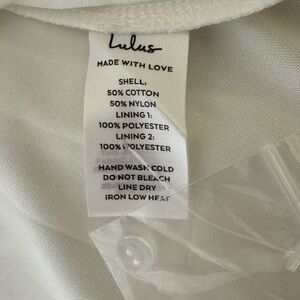 Lulus
MADE WITH LOVE
SHELL:
50% COTTON
50% NYLON
LINING 1:
100% POLYESTER
LINING 2:
100% POLYESTER
HAND WASH COLD
DO NOT BLEACH
LINE DRY
IRON LOW HEAT